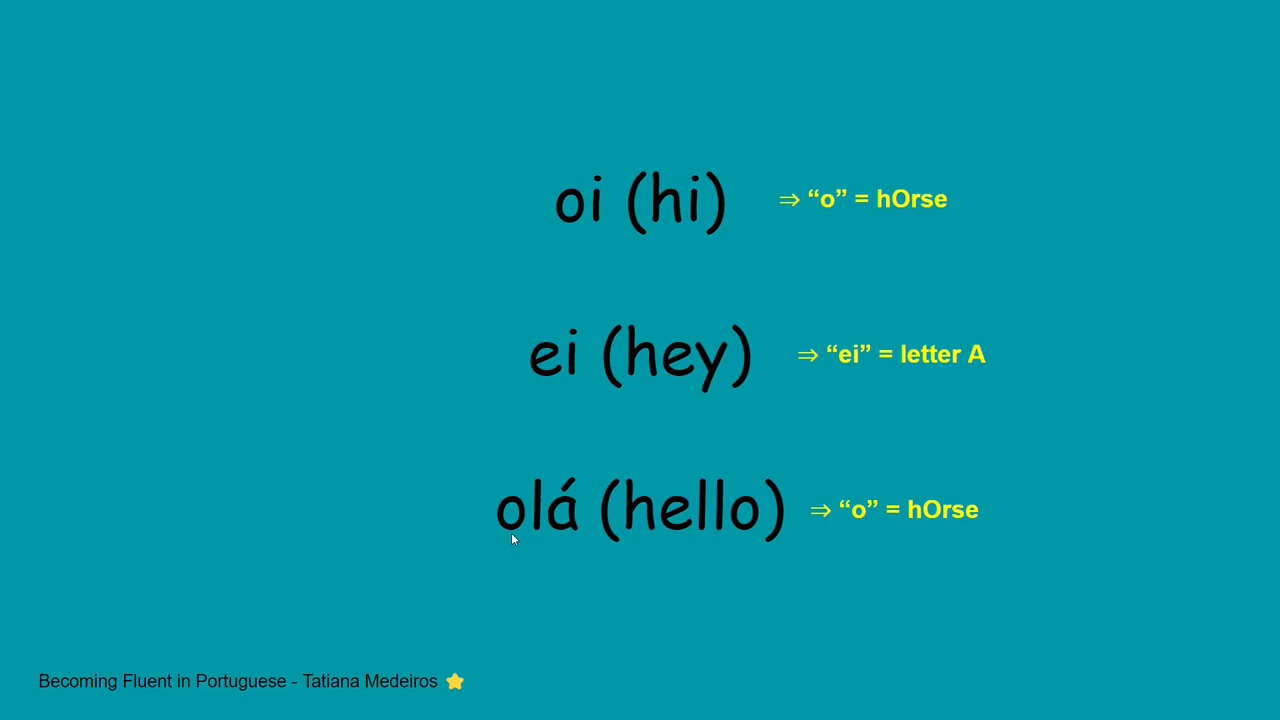 oi (hi) ⇒ “o” = hOrse
ei (hey) ⇒ “ei” = letter A
olá (hello) ⇒ “o” = hOrse
Becoming Fluent in Portuguese - Tatiana Medeiros